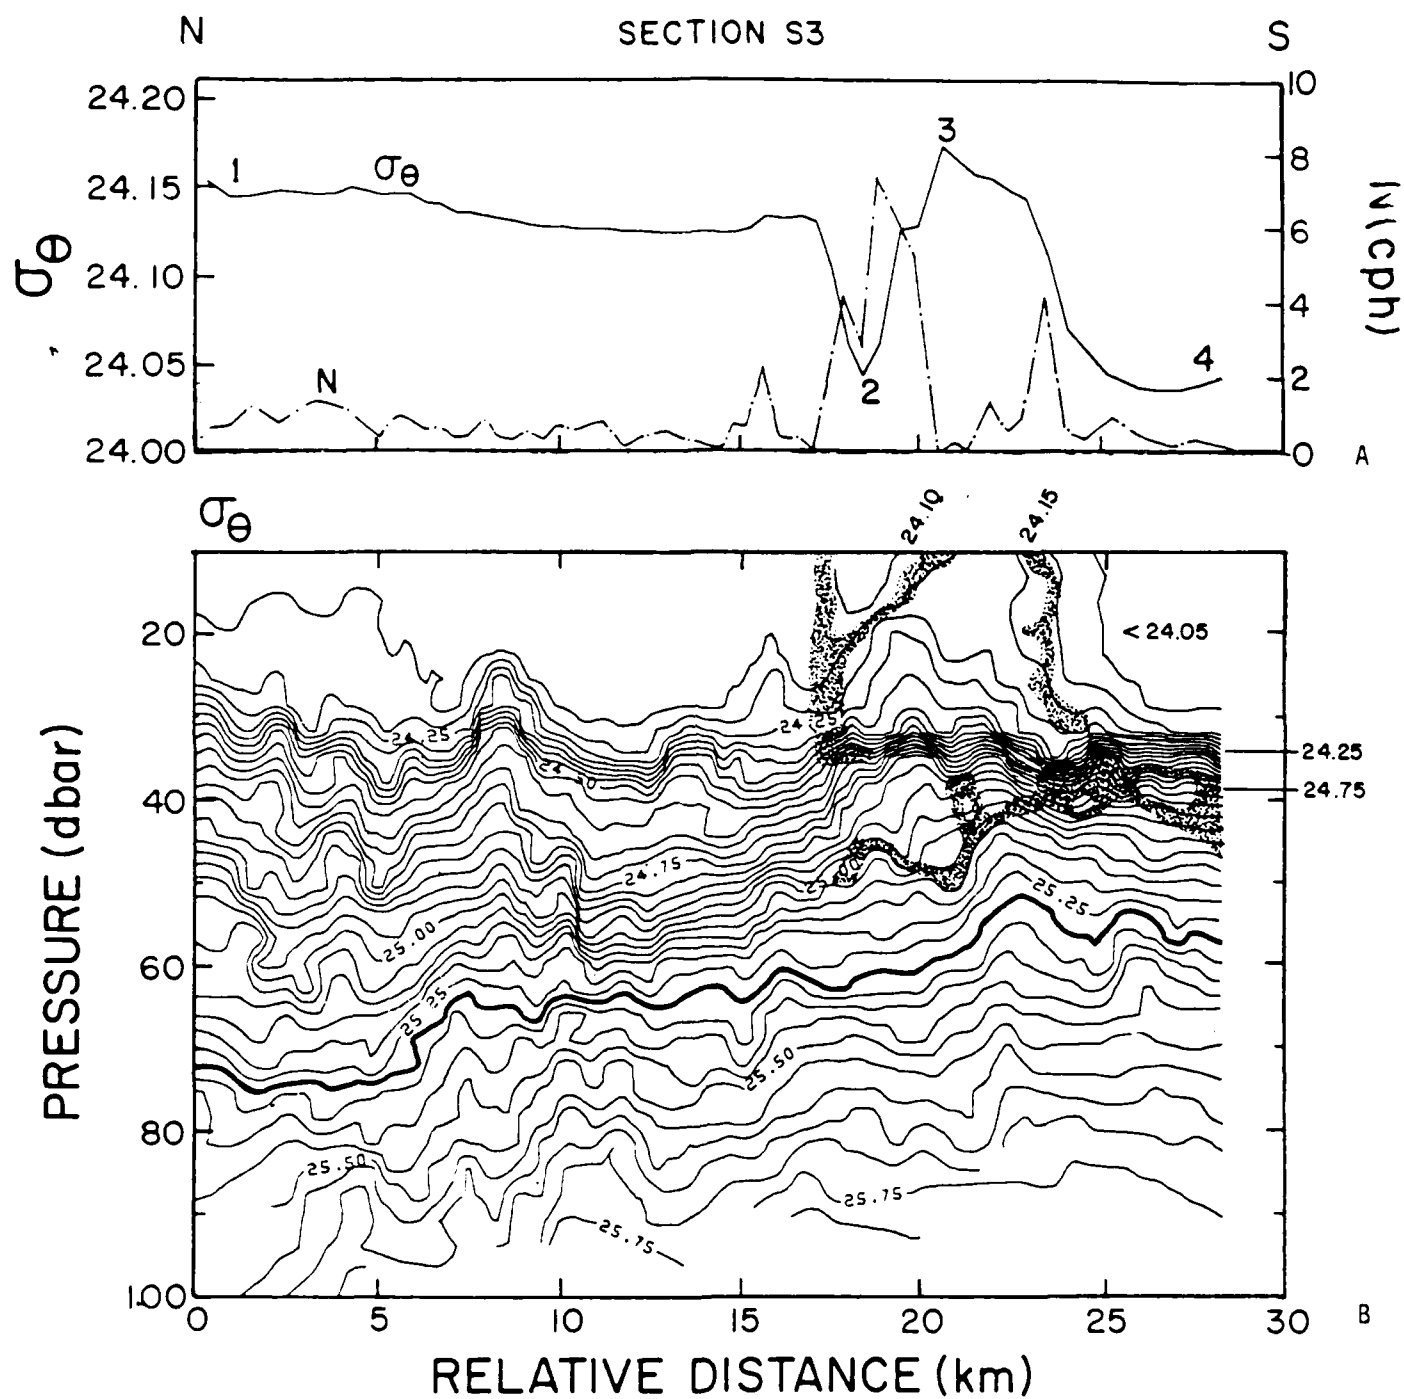 N SECTION S3 S
24.20 10
3
8
1 σθ
24.15
σθ 6 N(cph)
24.10
4
24.05 4
N 2 2
24.00 0 A
σθ 24.10 24.15
20 < 24.05
24.25 24.25 24.25
24.50 24.75
40
24.75 25.00
25.25
25.00
60
25.25
25.50
80
25.50
25.75
25.75
100
0 5 10 15 20 25 30 B
PRESSURE (dbar)
RELATIVE DISTANCE (km)